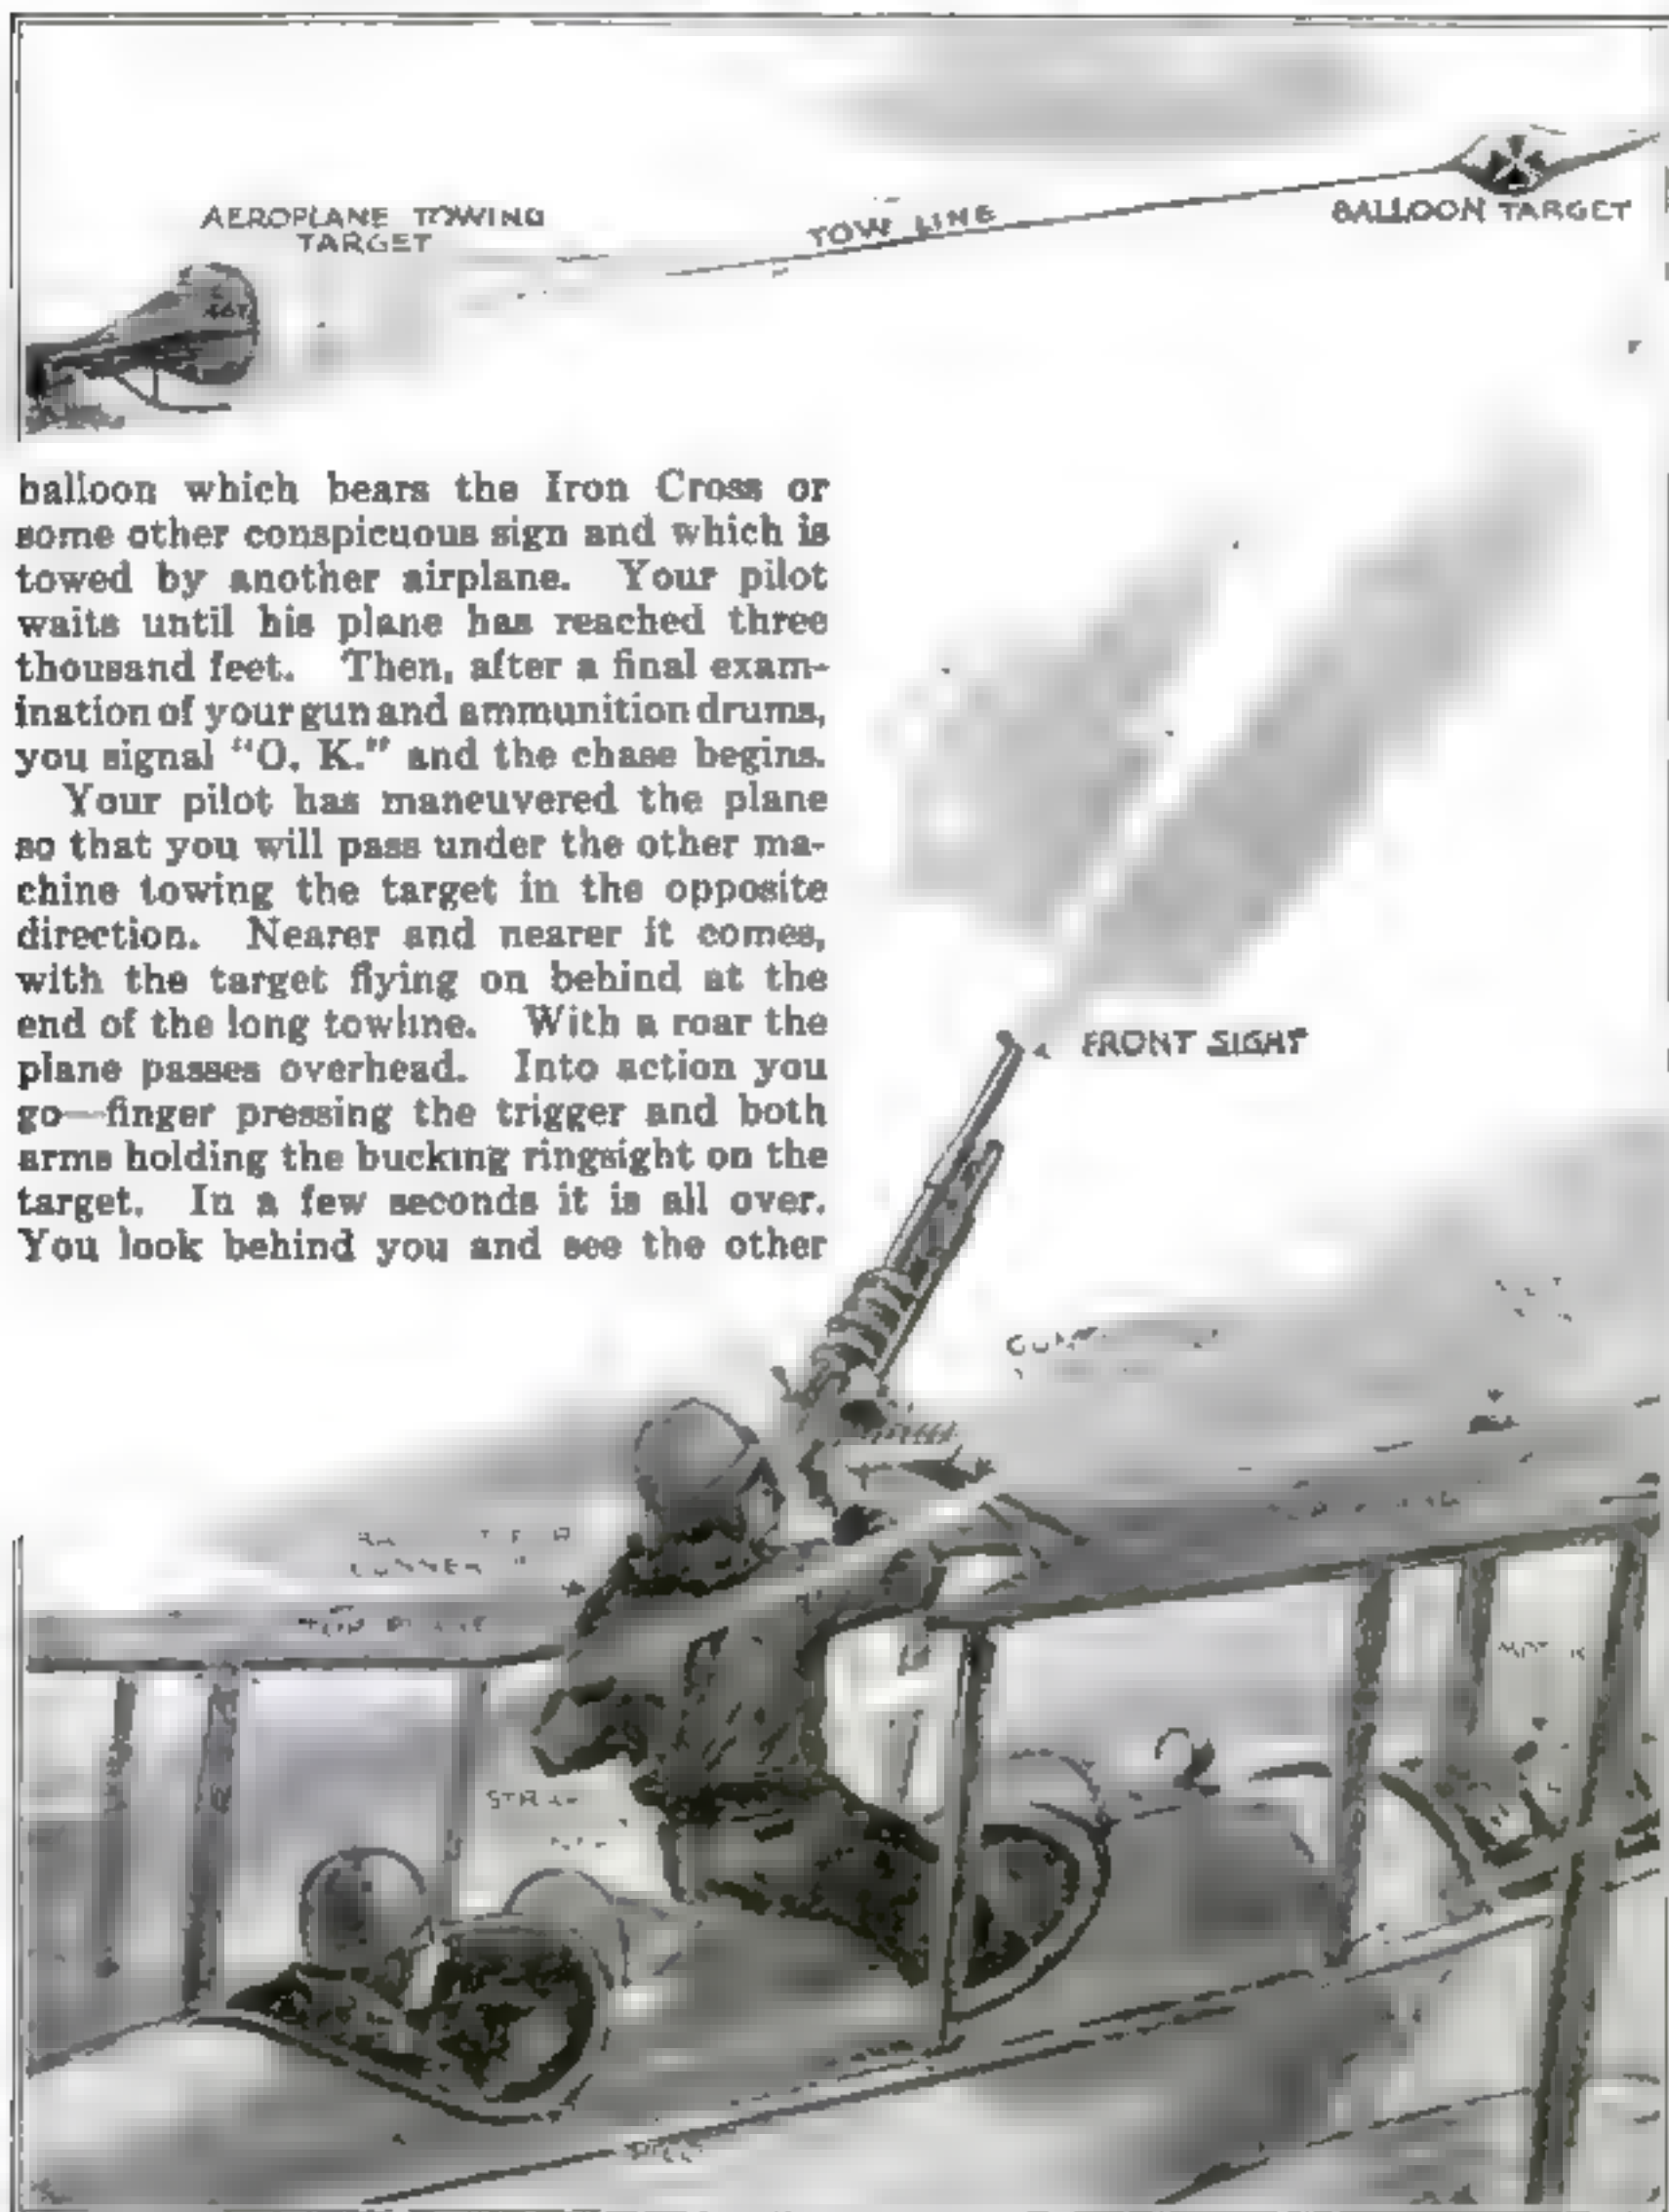 AEROPLANE TOWING
TARGET
TOW LINE
BALLOON TARGET
balloon which bears the Iron Cross or
some other conspicuous sign and which is
towed by another airplane. Your pilot
waits until his plane has reached three
thousand feet. Then, after a final exam-
ination of your gun and ammunition drums,
you signal "O. K." and the chase begins.
Your pilot has maneuvered the plane
so that you will pass under the other ma-
chine towing the target in the opposite
direction. Nearer and nearer it comes,
with the target flying on behind at the
end of the long towline. With a roar the
plane passes overhead. Into action you
go—finger pressing the trigger and both
arms holding the bucking ringsight on the
target. In a few seconds it is all over.
You look behind you and see the other
FRONT SIGHT